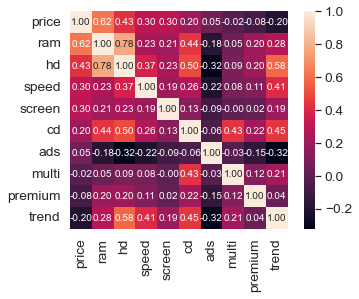 price 1.00 0.62 0.43 0.30 0.30 0.20 0.05 -0.02 -0.08 -0.20
ram 0.62 1.00 0.78 0.23 0.21 0.44 -0.18 0.05 0.20 0.28
hd 0.43 0.78 1.00 0.37 0.23 0.50 -0.32 0.09 0.20 0.58
speed 0.30 0.23 0.37 1.00 0.19 0.26 -0.22 0.08 0.11 0.41
screen 0.30 0.21 0.23 0.19 1.00 0.13 -0.09 -0.00 0.02 0.19
cd 0.20 0.44 0.50 0.26 0.13 1.00 -0.06 0.43 0.22 0.45
ads 0.05 -0.18 -0.32 -0.22 -0.09 -0.06 1.00 -0.03 -0.15 -0.32
multi -0.02 0.05 0.09 0.08 -0.00 0.43 -0.03 1.00 0.12 0.21
premium -0.08 0.20 0.20 0.11 0.02 0.22 -0.15 0.12 1.00 0.04
trend -0.20 0.28 0.58 0.41 0.19 0.45 -0.32 0.21 0.04 1.00
price ram hd speed screen cd ads multi premium trend
1.0
0.8
0.6
0.4
0.2
0.0
−0.2